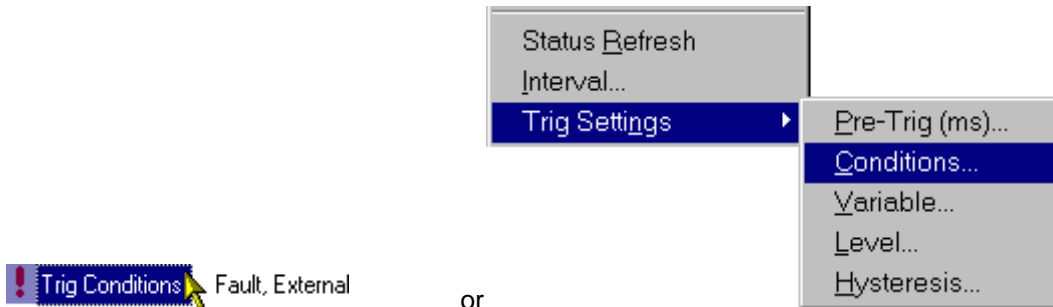 Status Refresh
Interval...
Trig Settings
Pre-Trig (ms)...
Conditions...
Variable...
Level...
Hysteresis...
Trig Conditions Fault, External
or